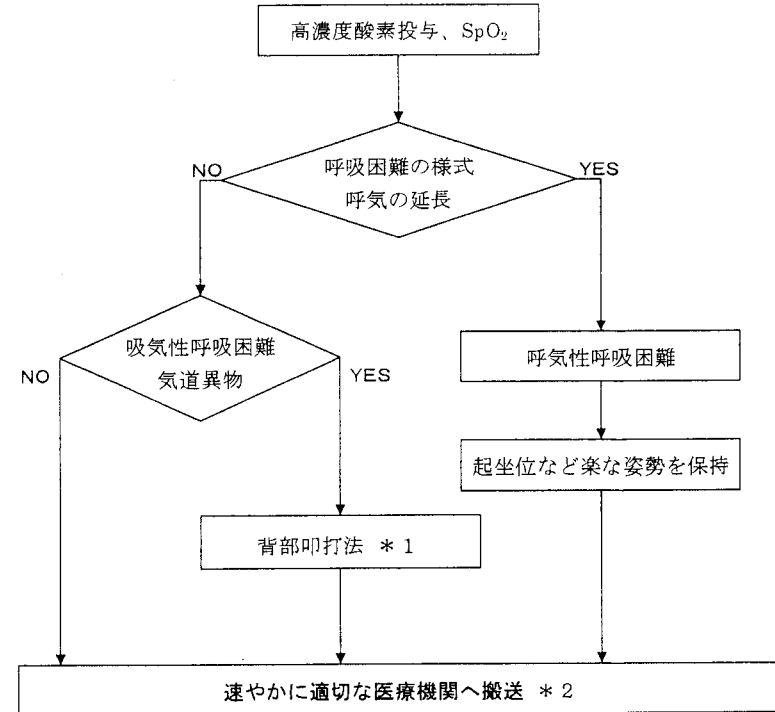 高濃度酸素投与、SpO₂
呼吸困難の様式
呼気の延長
NO
YES
吸気性呼吸困難
気道異物
NO
YES
呼気性呼吸困難
起坐位など楽な姿勢を保持
背部叩打法 ＊1
速やかに適切な医療機関へ搬送 ＊2